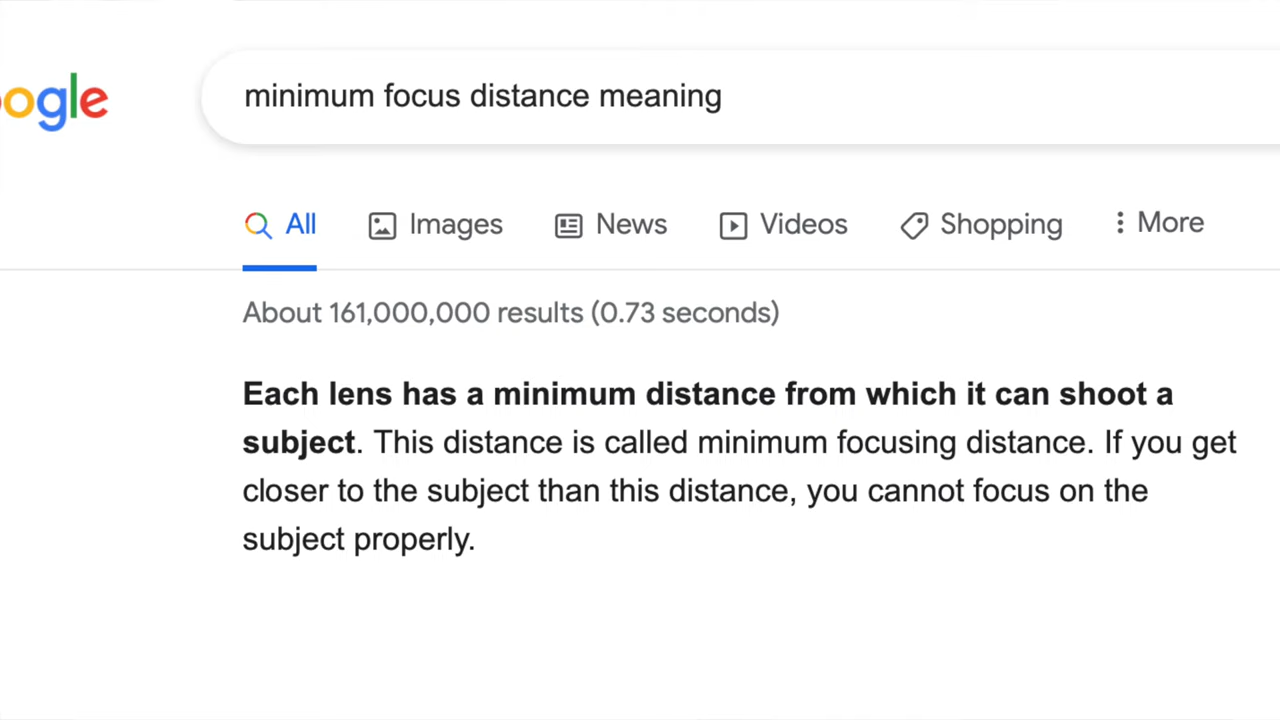 ogle
minimum focus distance meaning
All Images News Videos Shopping More
About 161,000,000 results (0.73 seconds)
Each lens has a minimum distance from which it can shoot a
subject. This distance is called minimum focusing distance. If you get
closer to the subject than this distance, you cannot focus on the
subject properly.